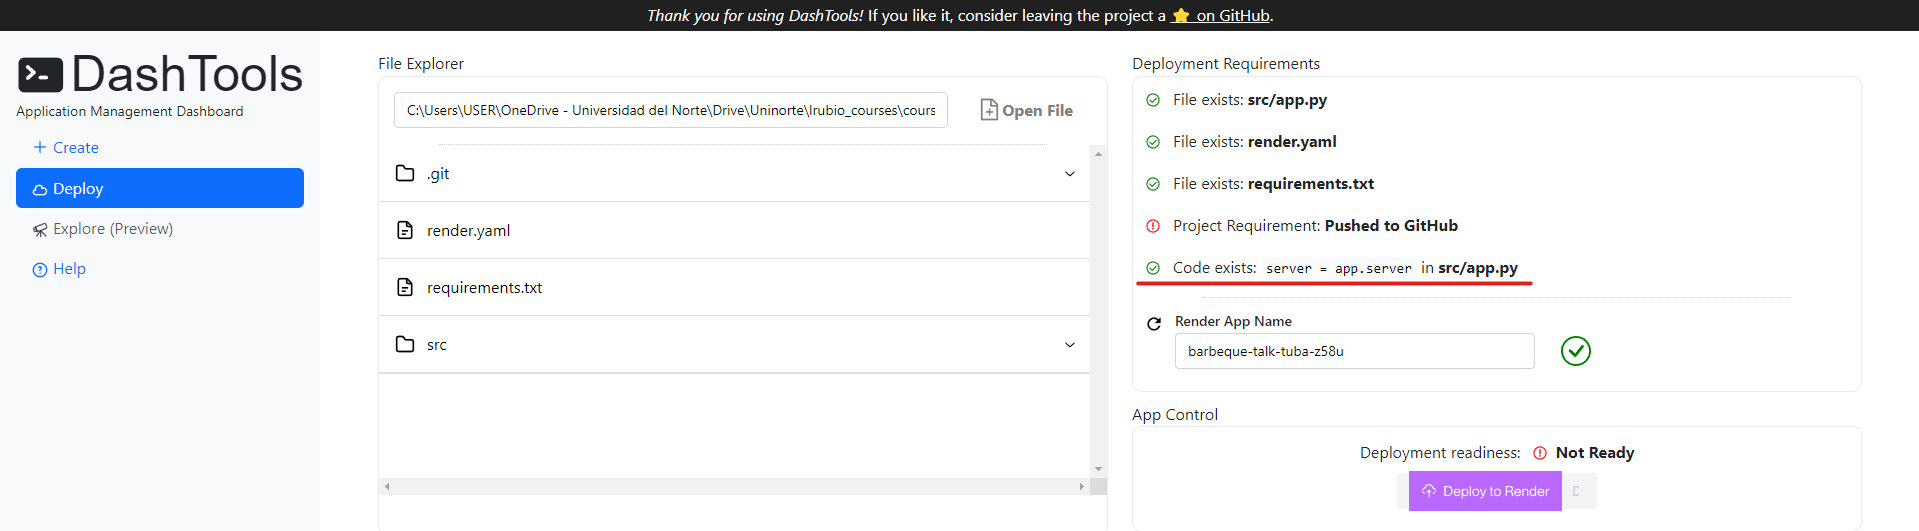 Thank you for using DashTools! If you like it, consider leaving the project a ⭐ on GitHub.
DashTools
Application Management Dashboard
Create
Deploy
Explore (Preview)
Help
File Explorer
C:\Users\USER\OneDrive - Universidad del Norte\Drive\Uninorte\lrubio_courses\cours
Open File
.git
render.yaml
requirements.txt
src
Deployment Requirements
File exists: src/app.py
File exists: render.yaml
File exists: requirements.txt
Project Requirement: Pushed to GitHub
Code exists: server = app.server in src/app.py
Render App Name
barbeque-talk-tuba-z58u
App Control
Deployment readiness: Not Ready
Deploy to Render